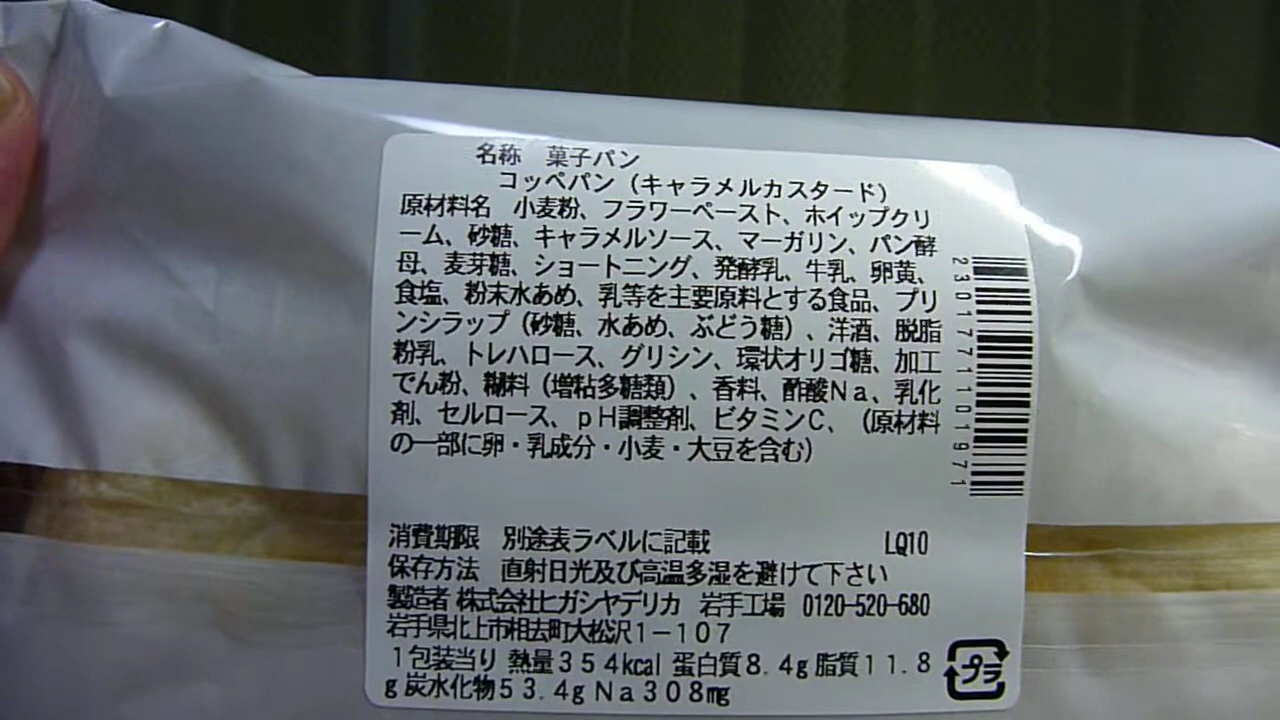 名称　菓子パン
コッペパン（キャラメルカスタード）
原材料名　小麦粉、フラワーペースト、ホイップクリ
ーム、砂糖、キャラメルソース、マーガリン、パン酵
母、麦芽糖、ショートニング、発酵乳、牛乳、卵黄、
食塩、粉末水あめ、乳等を主要原料とする食品、プリ
ンシラップ（砂糖、水あめ、ぶどう糖）、洋酒、脱脂
粉乳、トレハロース、グリシン、環状オリゴ糖、加工
でん粉、糊料（増粘多糖類）、香料、酢酸Ｎａ、乳化
剤、セルロース、ｐＨ調整剤、ビタミンＣ、（原材料
の一部に卵・乳成分・小麦・大豆を含む）
2301771101971
消費期限　別途表ラベルに記載　LQ10
保存方法　直射日光及び高温多湿を避けて下さい
製造者 株式会社ヒガシヤデリカ　岩手工場　0120-520-680
岩手県北上市相去町大松沢１－１０７
１包装当り 熱量３５４kcal 蛋白質８．４g 脂質１１．８
g 炭水化物５３．４g Ｎａ３０８mg
プラ